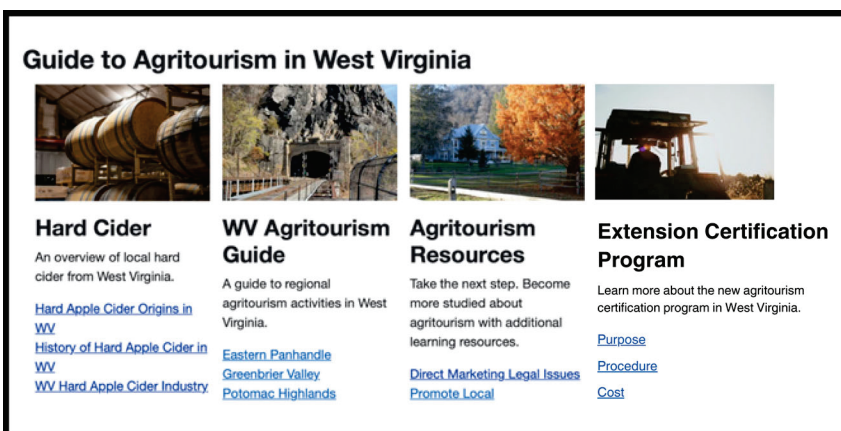 Guide to Agritourism in West Virginia
Hard Cider
An overview of local hard
cider from West Virginia.
Hard Apple Cider Origins in
WV
History of Hard Apple Cider in
WV
WV Hard Apple Cider Industry
WV Agritourism
Guide
A guide to regional
agritourism activities in West
Virginia.
Eastern Panhandle
Greenbrier Valley
Potomac Highlands
Agritourism
Resources
Take the next step. Become
more studied about
agritourism with additional
learning resources.
Direct Marketing Legal Issues
Promote Local
Extension Certification
Program
Learn more about the new agritourism
certification program in West Virginia.
Purpose
Procedure
Cost